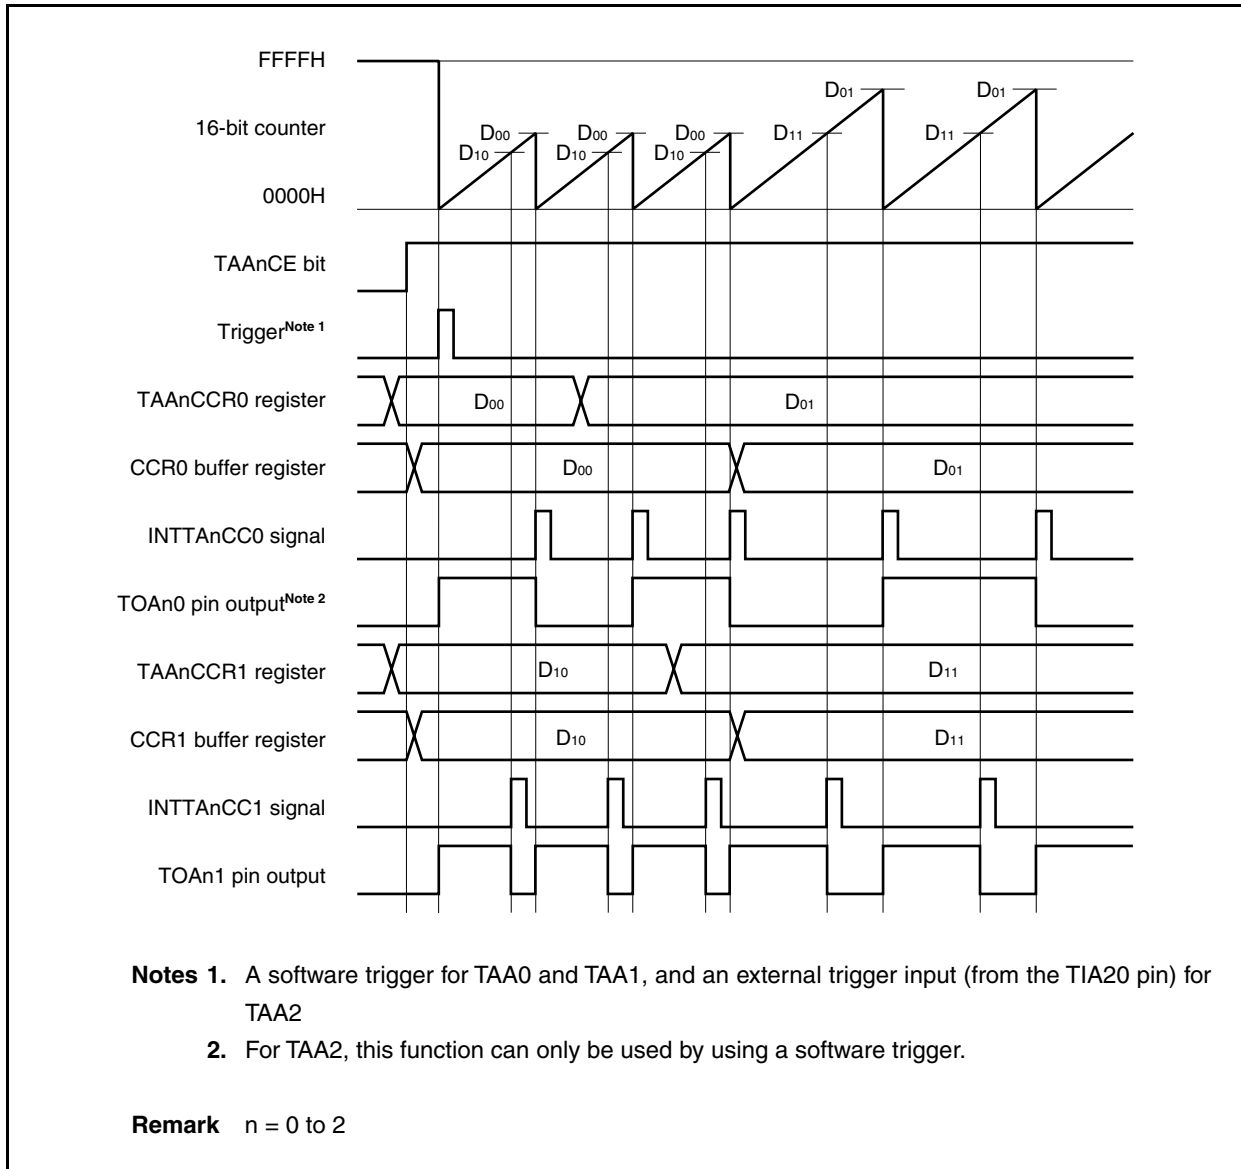 FFFFH
D01 D01
16-bit counter D00 D00 D00 D11 D11
D10 D10 D10
0000H
TAAnCE bit
TriggerNote 1
TAAnCCR0 register D00 D01
CCR0 buffer register D00 D01
INTTAnCC0 signal
TOAn0 pin outputNote 2
TAAnCCR1 register D10 D11
CCR1 buffer register D10 D11
INTTAnCC1 signal
TOAn1 pin output
Notes 1. A software trigger for TAA0 and TAA1, and an external trigger input (from the TIA20 pin) for
TAA2
2. For TAA2, this function can only be used by using a software trigger.
Remark n = 0 to 2